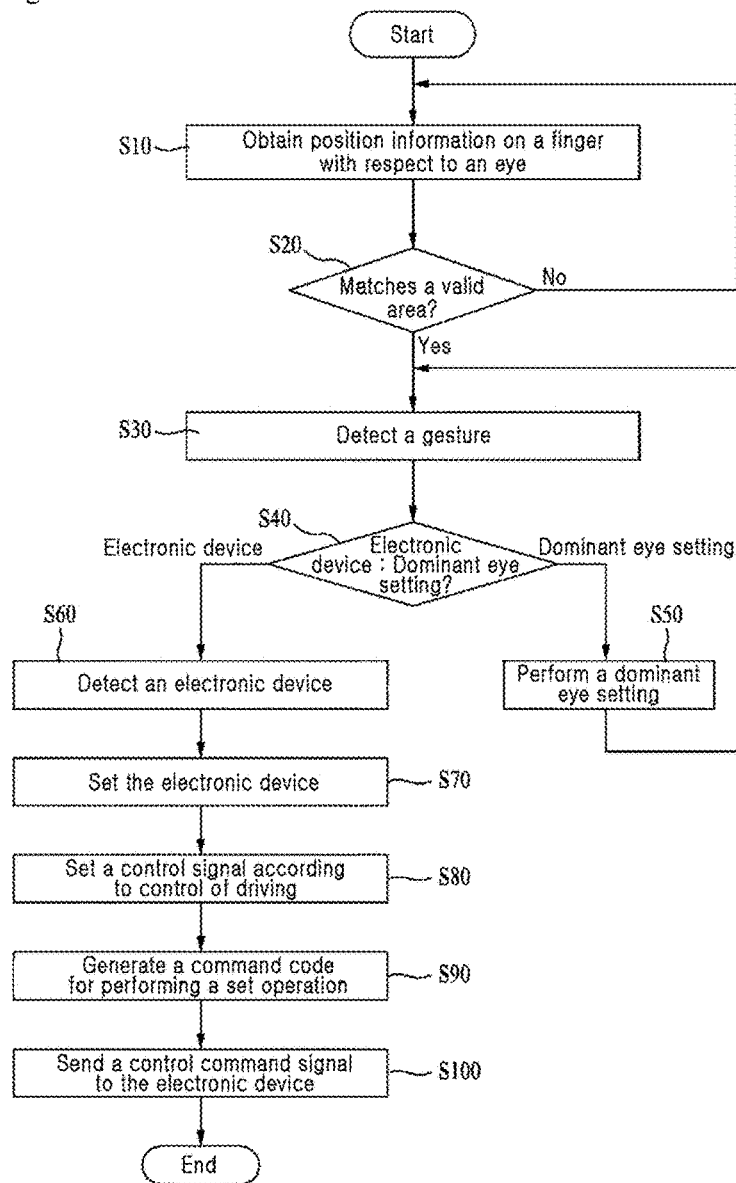 Start
S10
Obtain position information on a finger
with respect to an eye
S20
Matches a valid
area?
No
Yes
S30
Detect a gesture
S40
Electronic device
Electronic
device : Dominant eye
setting?
Dominant eye setting
S60
S50
Detect an electronic device
Perform a dominant
eye setting
Set the electronic device
S70
Set a control signal according
to control of driving
S80
Generate a command code
for performing a set operation
S90
Send a control command signal
to the electronic device
S100
End